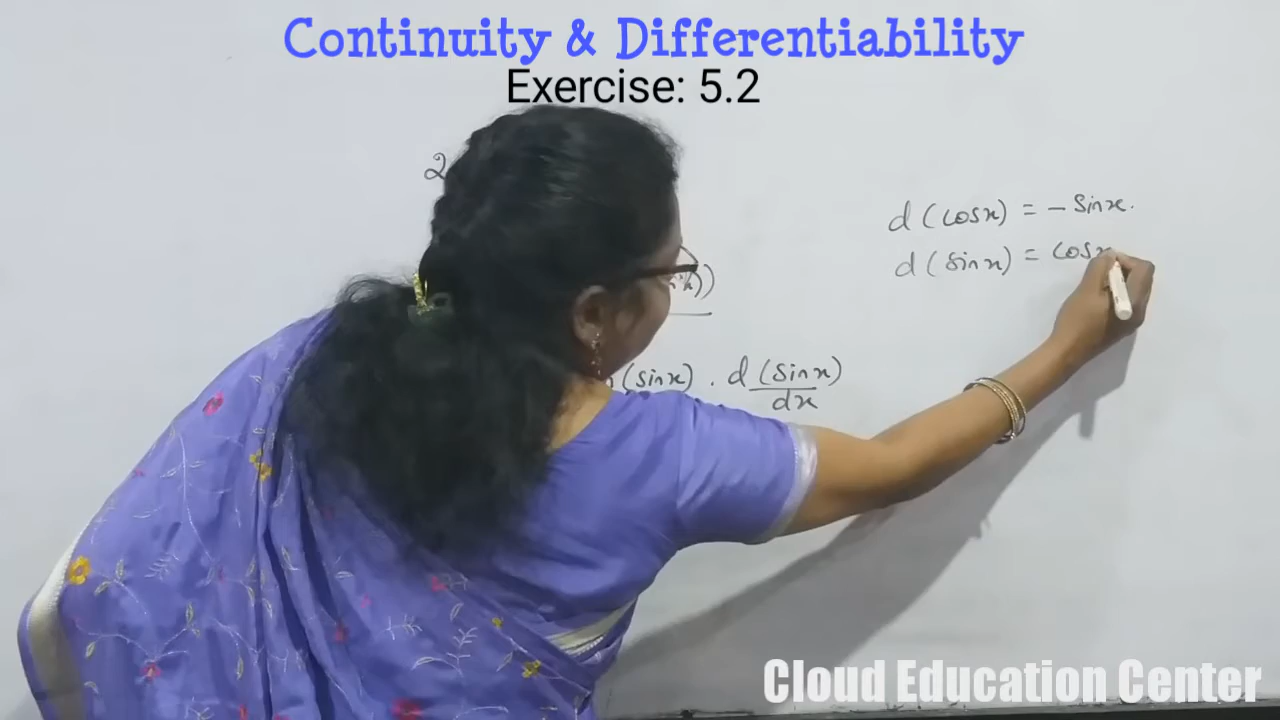 Continuity & Differentiability
Exercise: 5.2
2
d (cosx) = - Sinx.
d (sinx) = cosx
(sinx) . d (sinx)
dx
Cloud Education Center